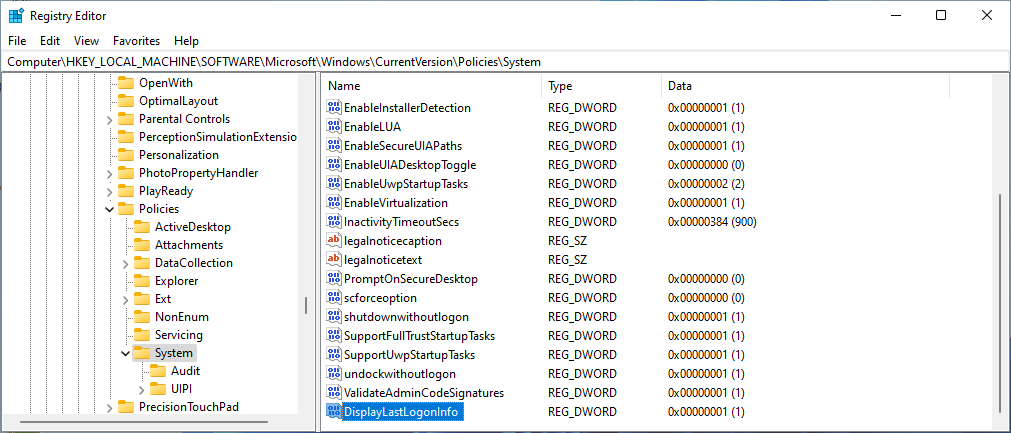 Registry Editor
File Edit View Favorites Help
Computer\HKEY_LOCAL_MACHINE\SOFTWARE\Microsoft\Windows\CurrentVersion\Policies\System
OpenWith
OptimalLayout
Parental Controls
PerceptionSimulationExtensio
Personalization
PhotoPropertyHandler
PlayReady
Policies
ActiveDesktop
Attachments
DataCollection
Explorer
Ext
NonEnum
Servicing
System
Audit
UIPI
PrecisionTouchPad
Name Type Data
EnableInstallerDetection REG_DWORD 0x00000001 (1)
EnableLUA REG_DWORD 0x00000001 (1)
EnableSecureUIAPaths REG_DWORD 0x00000001 (1)
EnableUIADesktopToggle REG_DWORD 0x00000000 (0)
EnableUwpStartupTasks REG_DWORD 0x00000002 (2)
EnableVirtualization REG_DWORD 0x00000001 (1)
InactivityTimeoutSecs REG_DWORD 0x00000384 (900)
legalnoticecaption REG_SZ
legalnoticetext REG_SZ
PromptOnSecureDesktop REG_DWORD 0x00000000 (0)
scforceoption REG_DWORD 0x00000000 (0)
shutdownwithoutlogon REG_DWORD 0x00000001 (1)
SupportFullTrustStartupTasks REG_DWORD 0x00000001 (1)
SupportUwpStartupTasks REG_DWORD 0x00000001 (1)
undockwithoutlogon REG_DWORD 0x00000001 (1)
ValidateAdminCodeSignatures REG_DWORD 0x00000001 (1)
DisplayLastLogonInfo REG_DWORD 0x00000001 (1)